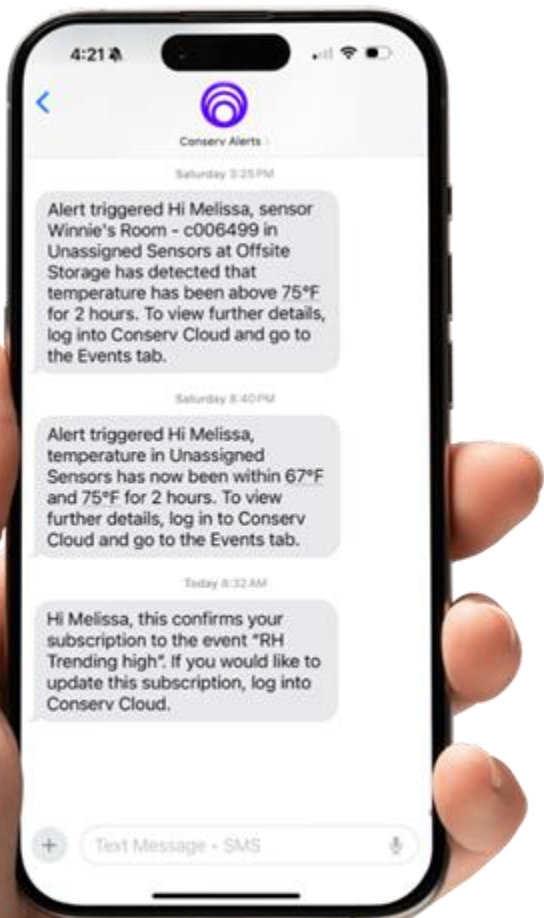 4:21
Conserv Alerts
Saturday 3:25 PM
Alert triggered Hi Melissa, sensor
Winnie's Room - c006499 in
Unassigned Sensors at Offsite
Storage has detected that
temperature has been above 75°F
for 2 hours. To view further details,
log into Conserv Cloud and go to
the Events tab.
Saturday 8:40 PM
Alert triggered Hi Melissa,
temperature in Unassigned
Sensors has now been within 67°F
and 75°F for 2 hours. To view
further details, log in to Conserv
Cloud and go to the Events tab.
Today 8:32 AM
Hi Melissa, this confirms your
subscription to the event “RH
Trending high”. If you would like to
update this subscription, log into
Conserv Cloud.
Text Message - SMS